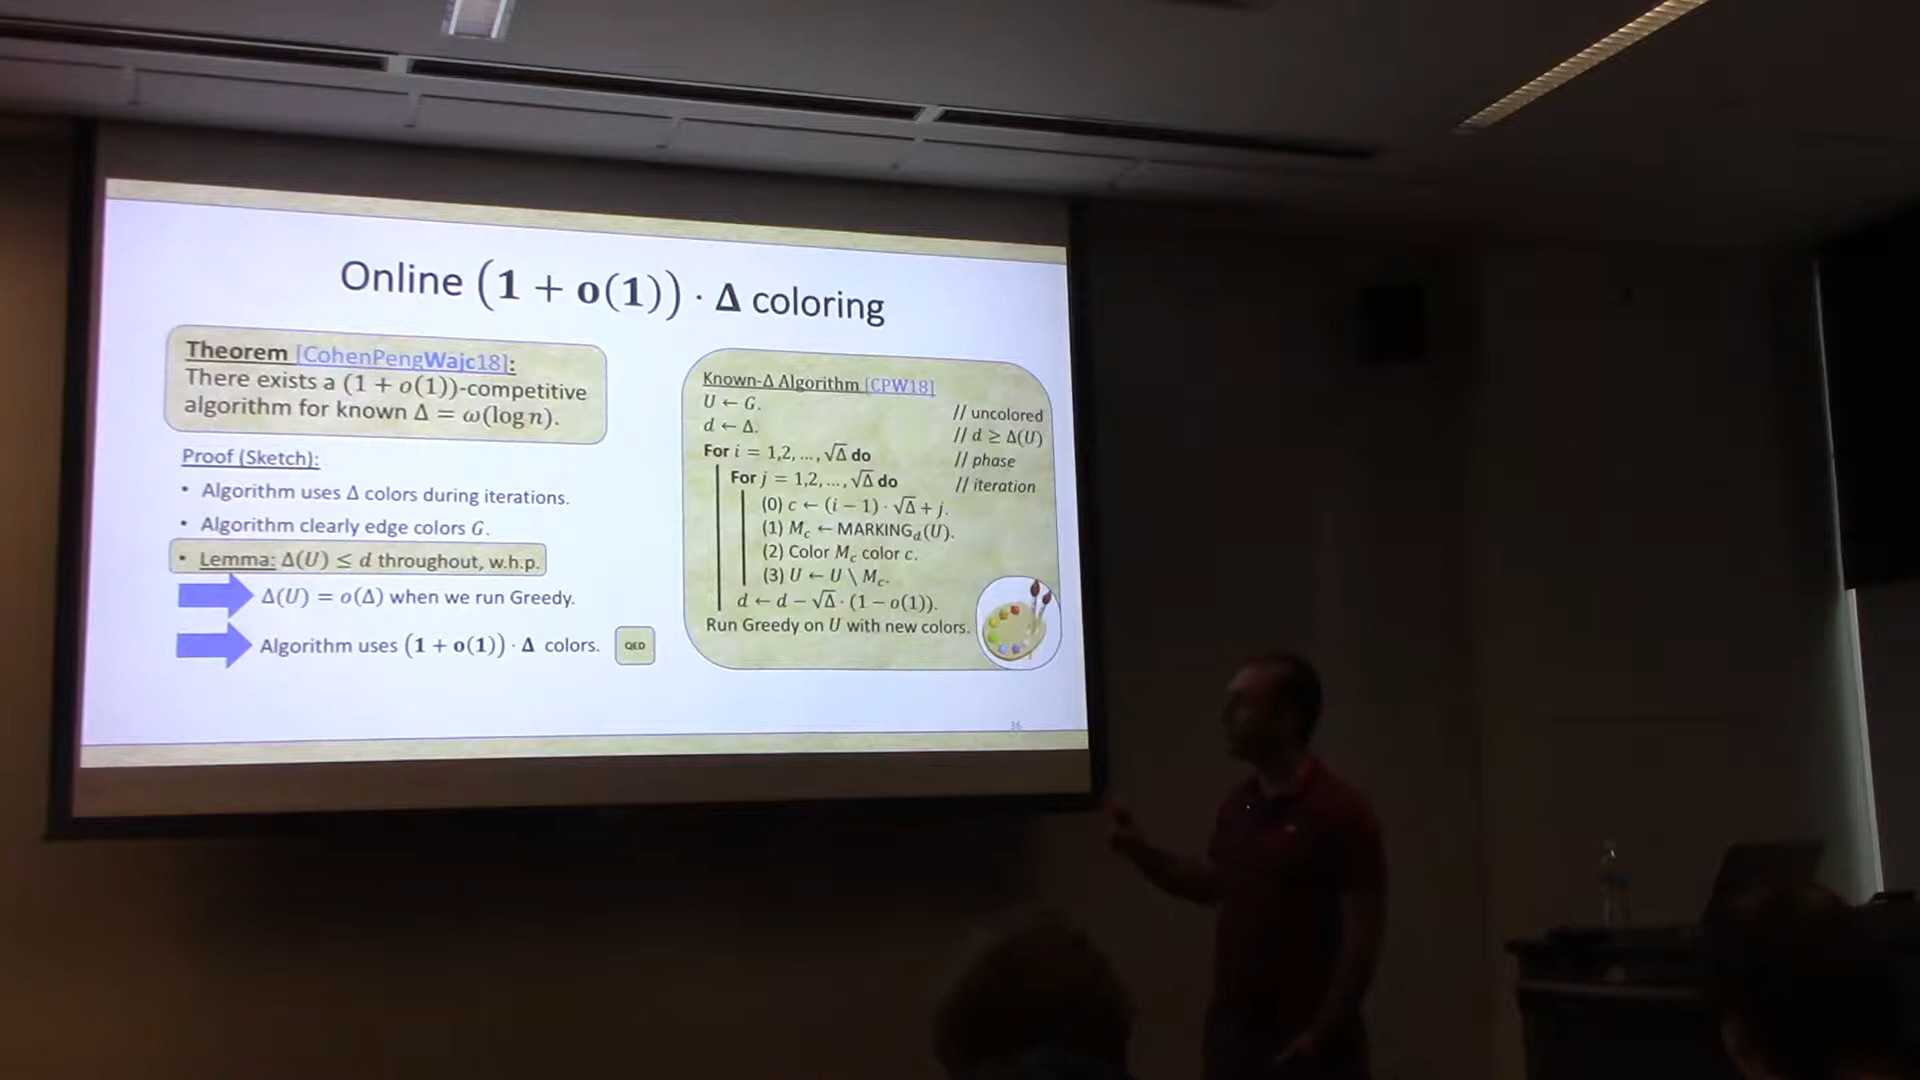 Online (1 + o(1)) · Δ coloring
Theorem [CohenPengWajc18]:
There exists a (1 + o(1))-competitive
algorithm for known Δ = ω(log n).
Proof (Sketch):
• Algorithm uses Δ colors during iterations.
• Algorithm clearly edge colors G.
• Lemma: Δ(U) ≤ d throughout, w.h.p.
Δ(U) = o(Δ) when we run Greedy.
Algorithm uses (1 + o(1)) · Δ colors.
QED
Known-Δ Algorithm [CPW18]
U ← G. // uncolored
d ← Δ. // d ≥ Δ(U)
For i = 1,2, ..., √Δ do // phase
For j = 1,2, ..., √Δ do // iteration
(0) c ← (i − 1) · √Δ + j.
(1) M_c ← MARKING_d(U).
(2) Color M_c color c.
(3) U ← U \ M_c.
d ← d − √Δ · (1 − o(1)).
Run Greedy on U with new colors.
16